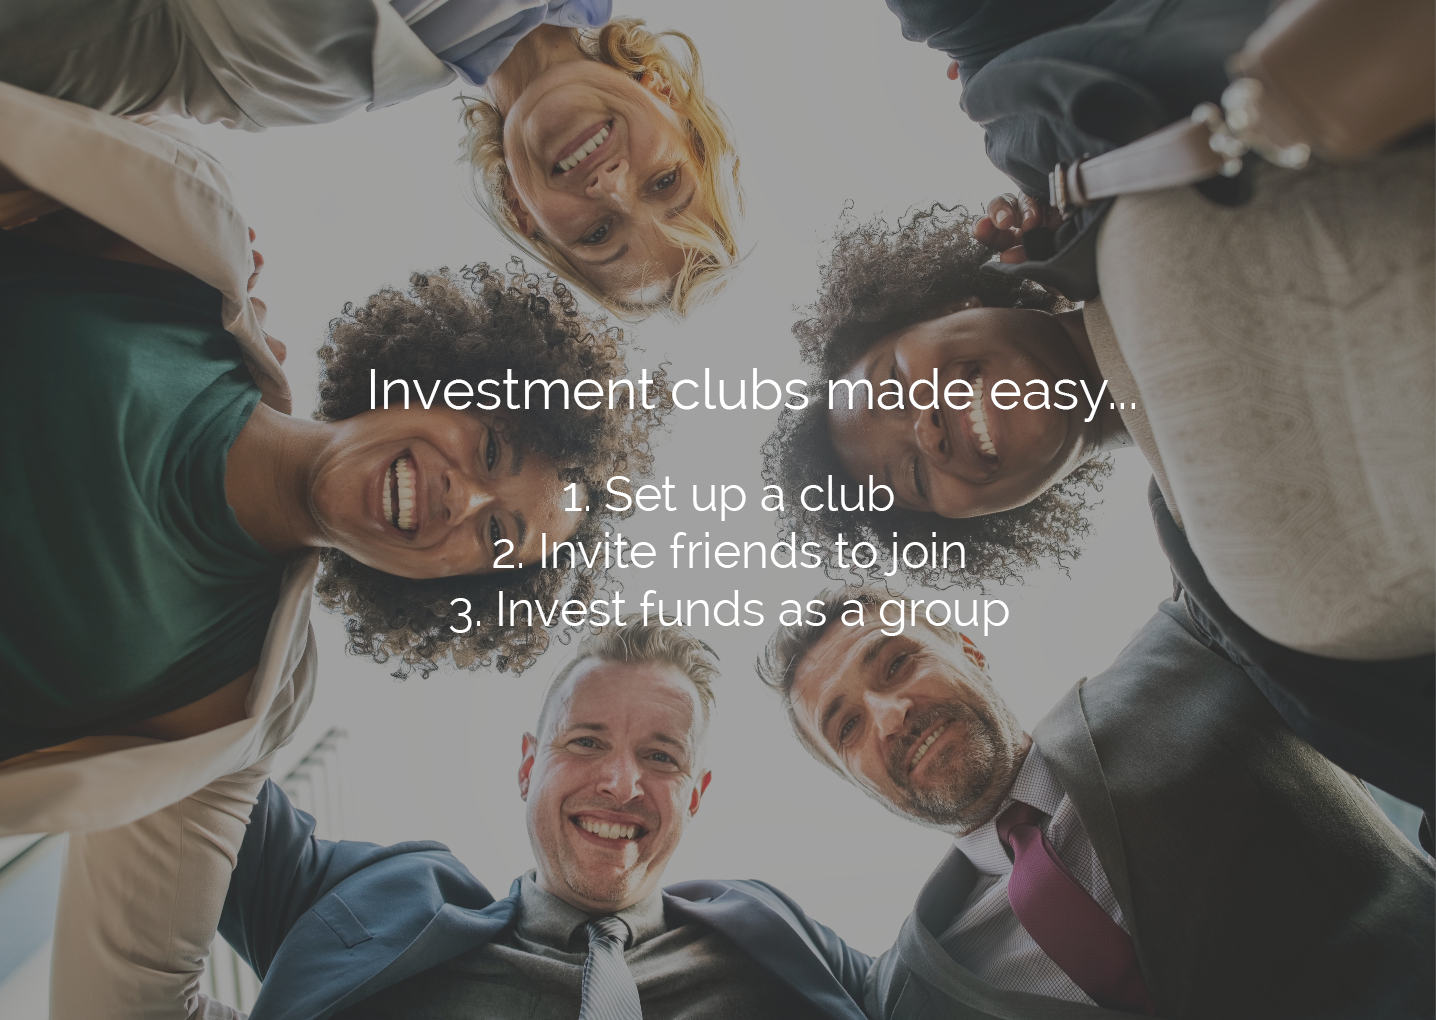 Investment clubs made easy...
1. Set up a club
2. Invite friends to join
3. Invest funds as a group